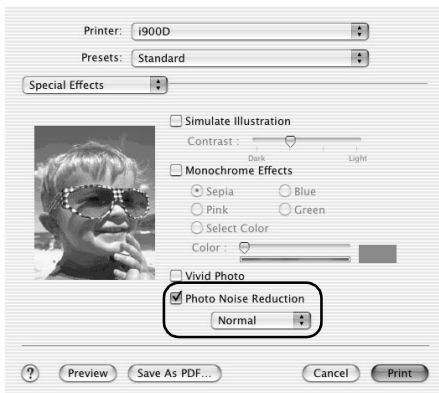 Printer: i900D
Presets: Standard
Special Effects
Simulate Illustration
Contrast :
Dark Light
Monochrome Effects
Sepia Blue
Pink Green
Select Color
Color :
Vivid Photo
Photo Noise Reduction
Normal
? Preview Save As PDF... Cancel Print